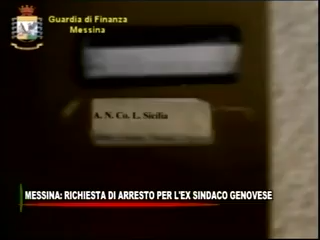 Guardia di Finanza
Messina
A. N. Co. L. Sicilia
MESSINA: RICHIESTA DI ARRESTO PER L'EX SINDACO GENOVESE